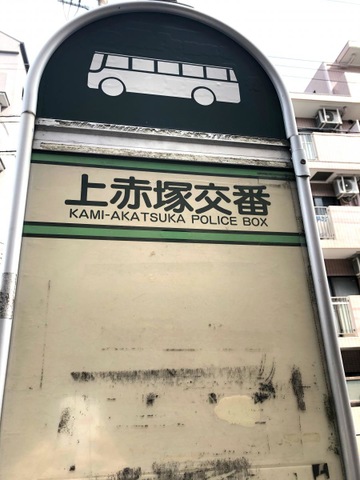 上赤塚交番
KAMI-AKATSUKA POLICE BOX